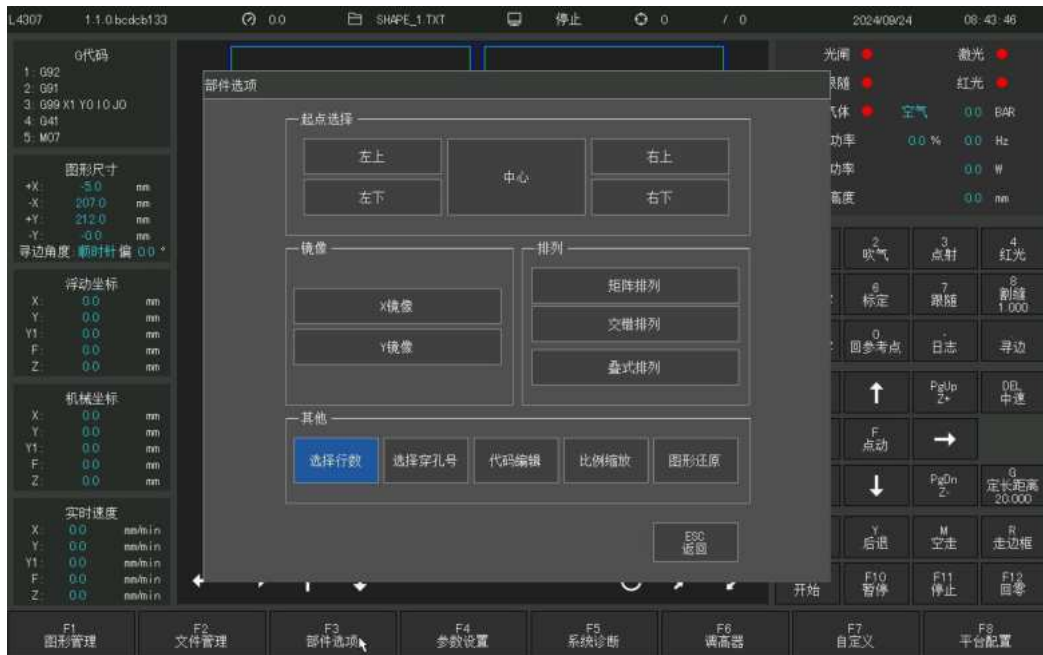 L4307 1.1.0.bcdcb133 0.0 SHAPE_1.TXT 停止 0 / 0 2024/09/24 08:43:46
G代码
1: G92
2: G91
3: G99 X1 Y0 I0 J0
4: G41
5: M07
图形尺寸
+X: -5.0 mm
-X: 207.0 mm
+Y: 212.0 mm
-Y: -0.0 mm
寻边角度 顺时针偏 0.0 °
浮动坐标
X: 0.0 mm
Y: 0.0 mm
Y1: 0.0 mm
F: 0.0 mm
Z: 0.0 mm
机械坐标
X: 0.0 mm
Y: 0.0 mm
Y1: 0.0 mm
F: 0.0 mm
Z: 0.0 mm
实时速度
X: 0.0 mm/min
Y: 0.0 mm/min
Y1: 0.0 mm/min
F: 0.0 mm/min
Z: 0.0 mm/min
部件选项
起点选择
左上 中心 右上
左下 右下
镜像
X镜像
Y镜像
排列
矩阵排列
交错排列
叠式排列
其他
选择行数 选择穿孔号 代码编辑 比例缩放 图形还原
ESC
返回
光闸 激光
跟随 红光
气体 空气 0.0 BAR
功率 0.0 % 0.0 Hz
功率 0.0 W
高度 0.0 mm
2
吹气
3
点射
4
红光
6
标定
7
跟随
8
割缝
1.000
0
回参考点
.
日志
寻边
PgUp
Z+
DEL
中速
F
点动
PgDn
Z-
G
定长距离
20.000
Y
后退
M
空走
R
走边框
开始
F10
暂停
F11
停止
F12
回零
F1
图形管理
F2
文件管理
F3
部件选项
F4
参数设置
F5
系统诊断
F6
调高器
F7
自定义
F8
平台配置